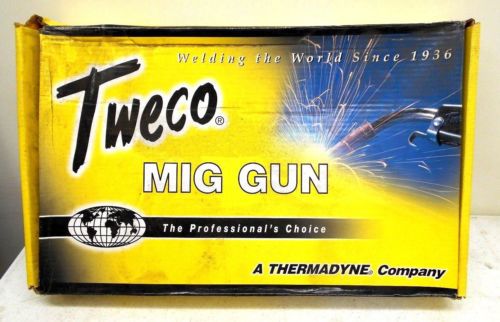 Welding the World Since 1936
Tweco®
MIG GUN
The Professional's Choice
A THERMADYNE® Company